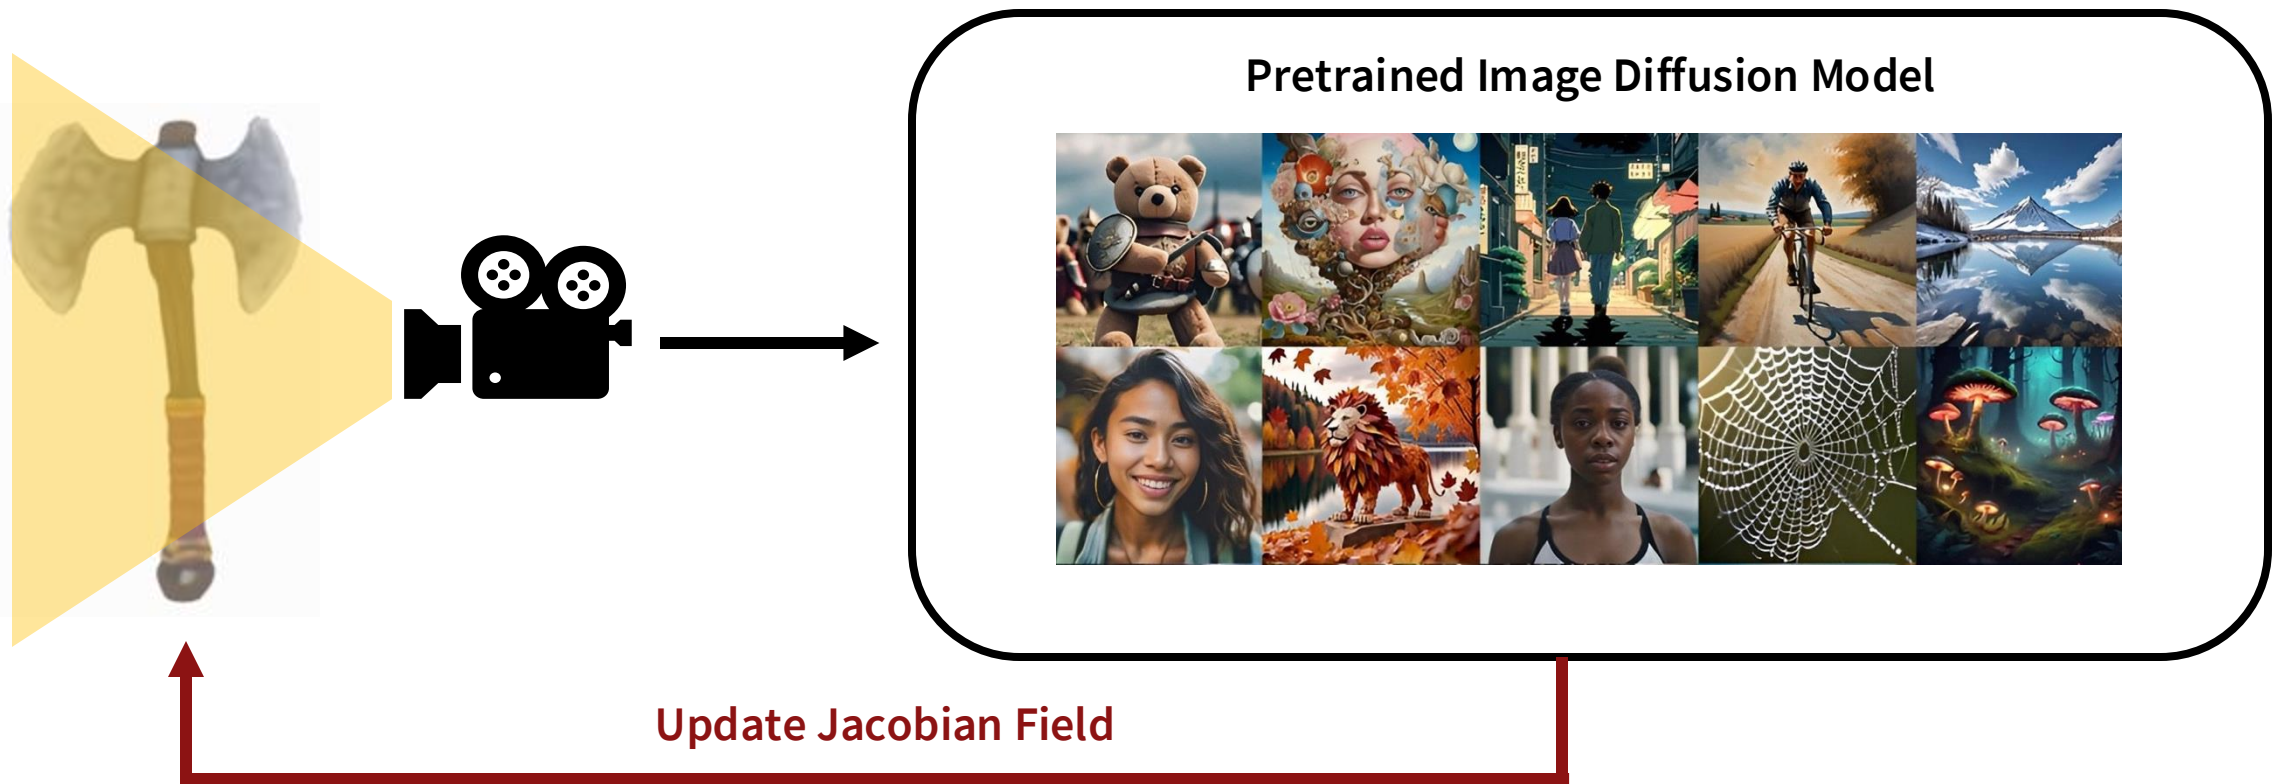 Pretrained Image Diffusion Model
Update Jacobian Field